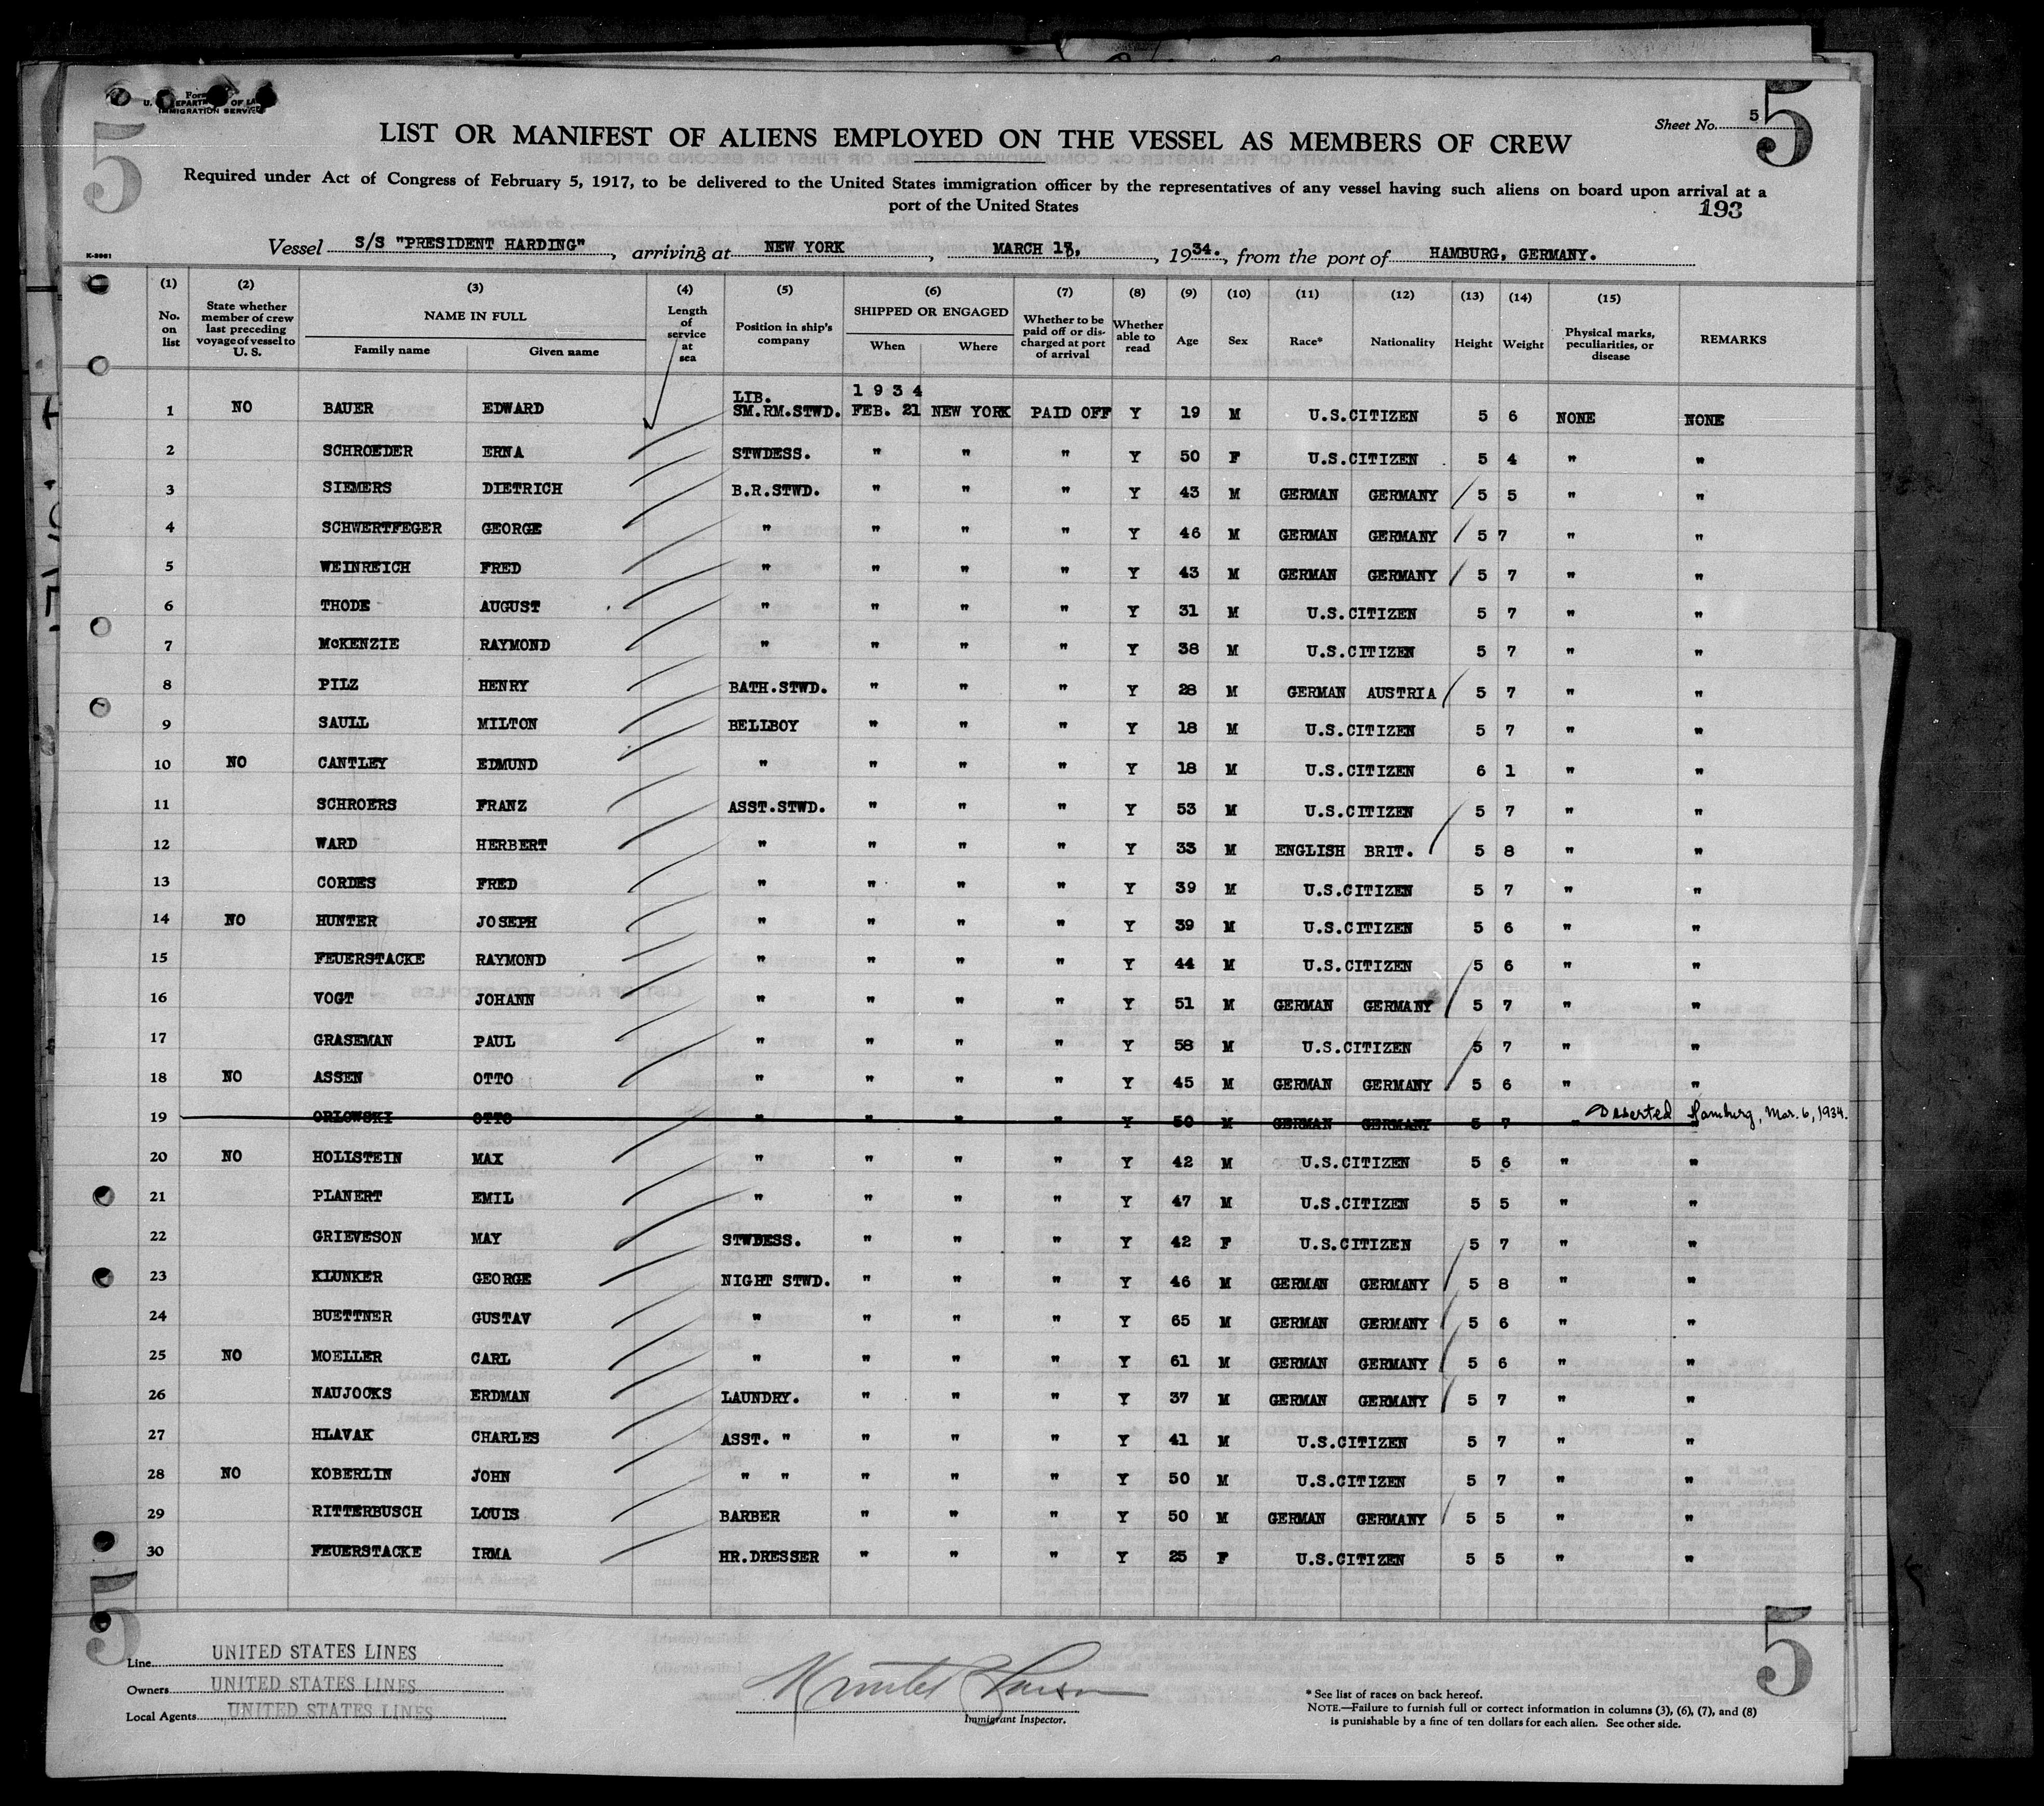 5
Sheet No. 5
5
IMMIGRATION SERVICE
LIST OR MANIFEST OF ALIENS EMPLOYED ON THE VESSEL AS MEMBERS OF CREW
Required under Act of Congress of February 5, 1917, to be delivered to the United States immigration officer by the representatives of any vessel having such aliens on board upon arrival at a
port of the United States
193
Vessel S/S "PRESIDENT HARDING", arriving at NEW YORK, MARCH , 1934., from the port of HAMBURG, GERMANY.
(1) (2) (3) (4) (5) (6) (7) (8) (9) (10) (11) (12) (13) (14) (15)
No. on list State whether member of crew last preceding voyage of vessel to U. S. NAME IN FULL Family name Given name Length of service at sea Position in ship's company SHIPPED OR ENGAGED When Where Whether to be paid off or discharged at port of arrival Whether able to read Age Sex Race* Nationality Height Weight Physical marks, peculiarities, or disease REMARKS
LIB. 1934
1 NO BAUER EDWARD SM.RM.STWD. FEB. 21 NEW YORK PAID OFF Y 19 M U.S.CITIZEN 5 6 NONE NONE
2 SCHROEDER ERNA STWDESS. " " " Y 50 F U.S.CITIZEN 5 4 " "
3 SIEMERS DIETRICH B.R.STWD. " " " Y 43 M GERMAN GERMANY 5 5 " "
4 SCHWERTFEGER GEORGE " " " " Y 46 M GERMAN GERMANY 5 7 " "
5 WEINREICH FRED " " " " Y 43 M GERMAN GERMANY 5 7 " "
6 THODE AUGUST " " " " Y 31 M U.S.CITIZEN 5 7 " "
7 McKENZIE RAYMOND " " " " Y 38 M U.S.CITIZEN 5 7 " "
8 PILZ HENRY BATH.STWD. " " " Y 28 M GERMAN AUSTRIA 5 7 " "
9 SAULL MILTON BELLBOY " " " Y 18 M U.S.CITIZEN 5 7 " "
10 NO CANTLEY EDMUND " " " " Y 18 M U.S.CITIZEN 6 1 " "
11 SCHROERS FRANZ ASST.STWD. " " " Y 53 M U.S.CITIZEN 5 7 " "
12 WARD HERBERT " " " " Y 33 M ENGLISH BRIT. 5 8 " "
13 CORDES FRED " " " " Y 39 M U.S.CITIZEN 5 7 " "
14 NO HUNTER JOSEPH " " " " Y 39 M U.S.CITIZEN 5 6 " "
15 FEUERSTACKE RAYMOND " " " " Y 44 M U.S.CITIZEN 5 6 " "
16 VOGT JOHANN " " " " Y 51 M GERMAN GERMANY 5 7 " "
17 GRASEMAN PAUL " " " " Y 58 M U.S.CITIZEN 5 7 " "
18 NO ASSEN OTTO " " " " Y 45 M GERMAN GERMANY 5 6 " "
19 ORLOWSKI OTTO " " " " Y 50 M GERMAN GERMANY 5 7 " " Deserted Hamburg, Mar. 6, 1934.
20 NO HOLLSTEIN MAX " " " " Y 42 M U.S.CITIZEN 5 6 " "
21 PLANERT EMIL " " " " Y 47 M U.S.CITIZEN 5 5 " "
22 GRIEVESON MAY STWDESS. " " " Y 42 F U.S.CITIZEN 5 7 " "
23 KLUNKER GEORGE NIGHT STWD. " " " Y 46 M GERMAN GERMANY 5 8 " "
24 BUETTNER GUSTAV " " " " Y 65 M GERMAN GERMANY 5 6 " "
25 NO MOELLER CARL " " " " Y 61 M GERMAN GERMANY 5 6 " "
26 NAUJOCKS ERDMAN LAUNDRY. " " " Y 37 M GERMAN GERMANY 5 7 " "
27 HLAVAK CHARLES ASST. " " " " Y 41 M U.S.CITIZEN 5 7 " "
28 NO KOBERLIN JOHN " " " " " Y 50 M U.S.CITIZEN 5 7 " "
29 RITTERBUSCH LOUIS BARBER " " " Y 50 M GERMAN GERMANY 5 5 " "
30 FEUERSTACKE IRMA HR.DRESSER " " " Y 25 F U.S.CITIZEN 5 5 " "
5
5
Line UNITED STATES LINES
Owners UNITED STATES LINES
Local Agents UNITED STATES LINES
Immigrant Inspector.
* See list of races on back hereof.
NOTE.—Failure to furnish full or correct information in columns (3), (6), (7), and (8)
is punishable by a fine of ten dollars for each alien. See other side.